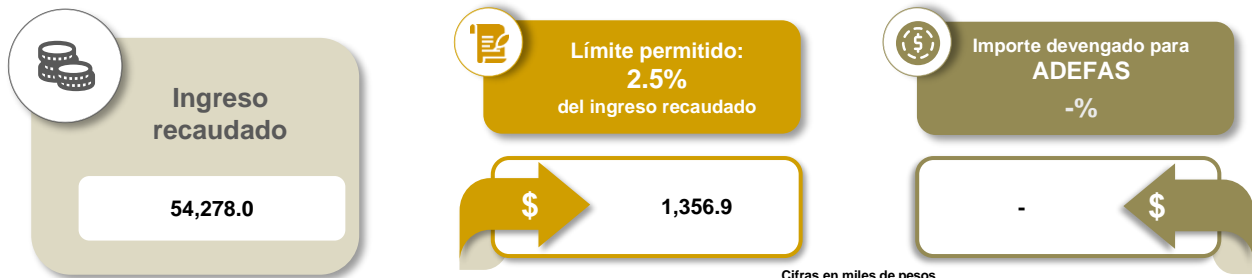 Ingreso
recaudado
54,278.0
Límite permitido:
2.5%
del ingreso recaudado
$
1,356.9
Importe devengado para
ADEFAS
-%
-
$
Cifras en miles de pesos